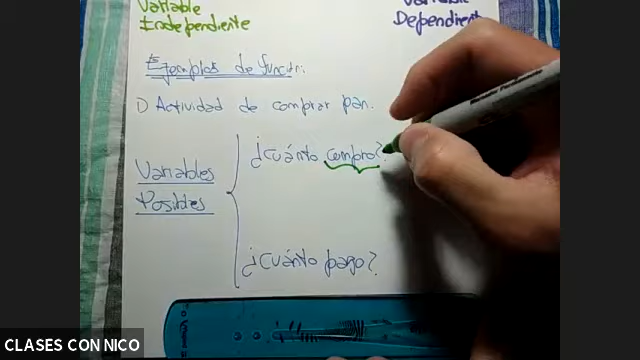 Variable
Independiente
Variable
Dependiente
Ejemplos de función:
1) Actividad de comprar pan.
Variables
Posibles
¿Cuánto compro?
¿Cuánto pago?
CLASES CON NICO